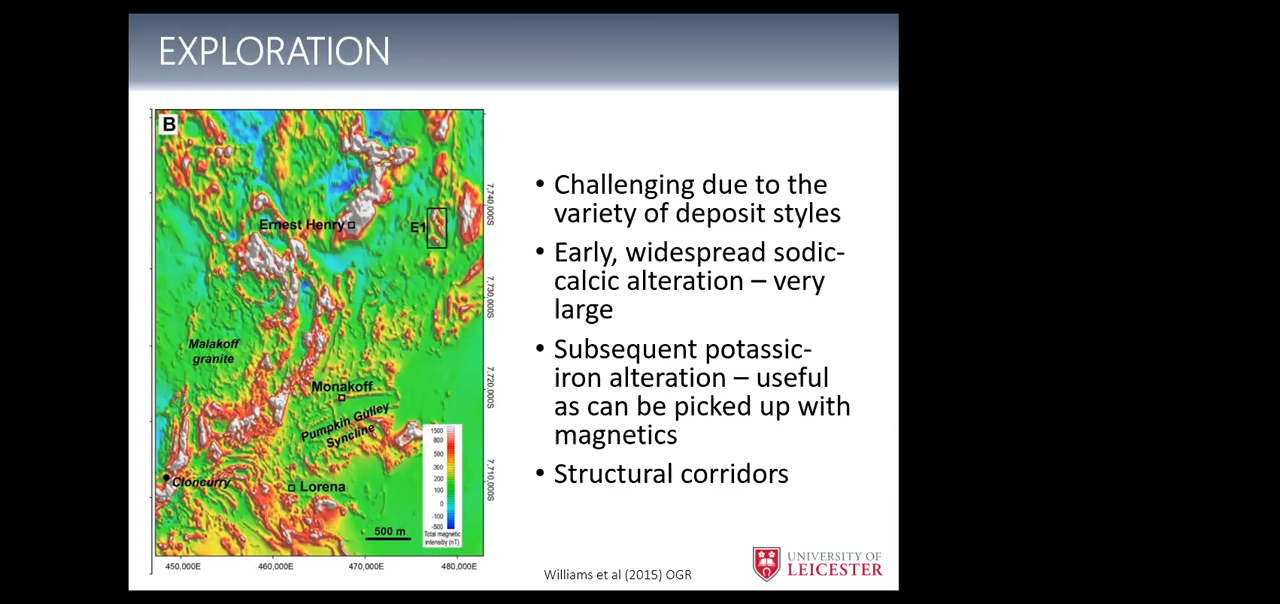 EXPLORATION
B
Ernest Henry
E1
Malakoff
granite
Monakoff
Pumpkin Gulley
Syncline
Cloncurry
Lorena
500 m
1500
800
500
300
200
100
0
-100
-500
Total magnetic
intensity (nT)
7,740,000S
7,730,000S
7,720,000S
7,710,000S
450,000E
460,000E
470,000E
480,000E
• Challenging due to the
variety of deposit styles
• Early, widespread sodic-
calcic alteration – very
large
• Subsequent potassic-
iron alteration – useful
as can be picked up with
magnetics
• Structural corridors
Williams et al (2015) OGR
UNIVERSITY OF
LEICESTER